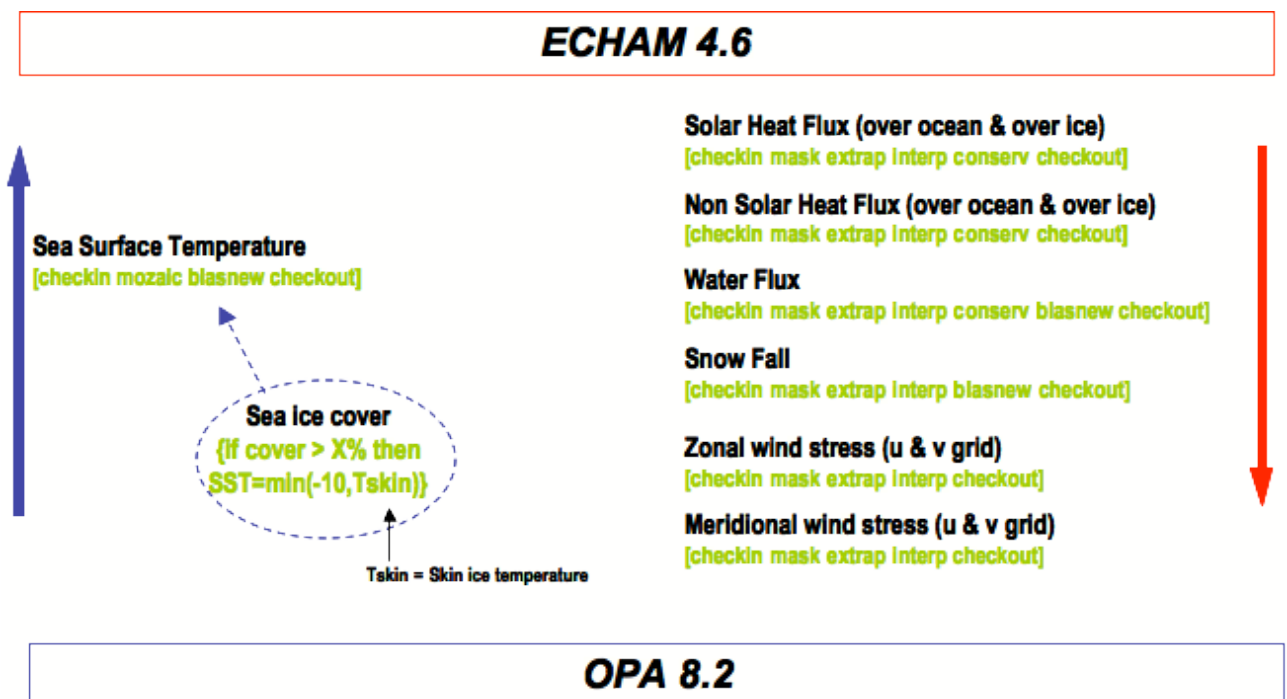 ECHAM 4.6
Solar Heat Flux (over ocean & over ice)
[checkin mask extrap interp conserv checkout]
Non Solar Heat Flux (over ocean & over ice)
[checkin mask extrap interp conserv checkout]
Sea Surface Temperature
[checkin mozaic blasnew checkout]
Water Flux
[checkin mask extrap interp conserv blasnew checkout]
Snow Fall
[checkin mask extrap interp blasnew checkout]
Sea ice cover
{if cover > X% then
SST=min(-10,Tskin)}
Tskin = Skin ice temperature
Zonal wind stress (u & v grid)
[checkin mask extrap interp checkout]
Meridional wind stress (u & v grid)
[checkin mask extrap interp checkout]
OPA 8.2